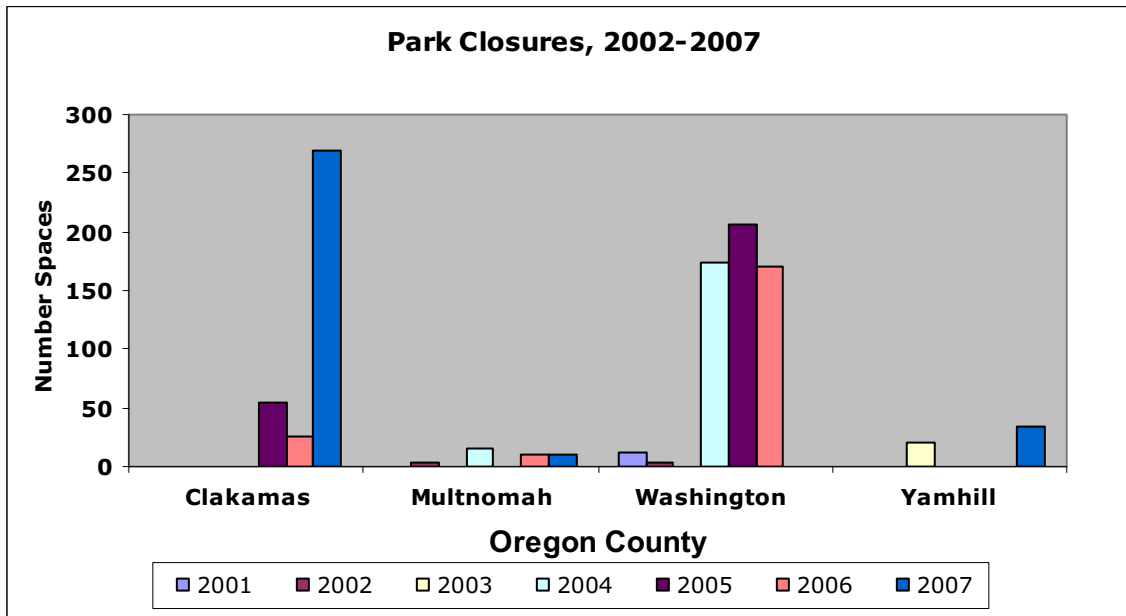 Park Closures, 2002-2007
300
250
200
150
100
50
0
Number Spaces
Clakamas Multnomah Washington Yamhill
Oregon County
2001 2002 2003 2004 2005 2006 2007